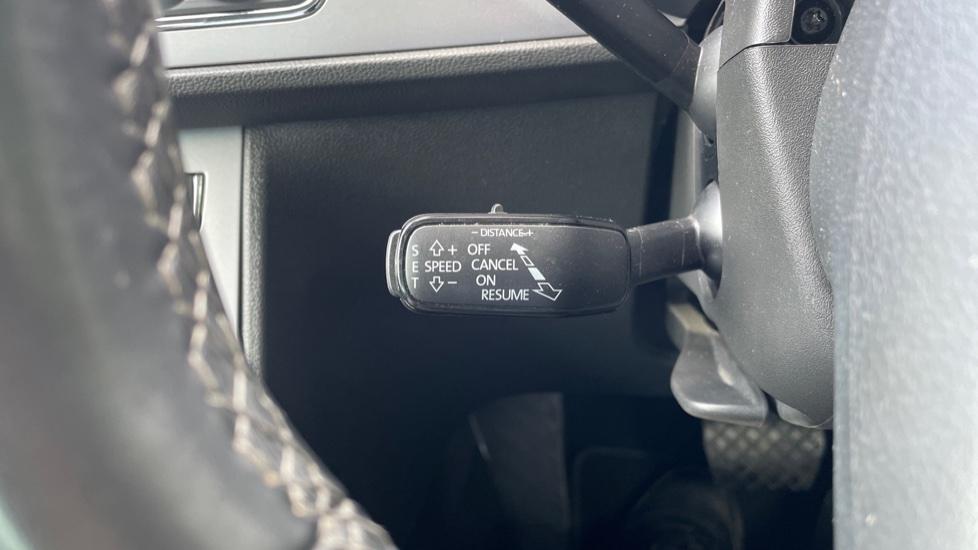 - DISTANCE+
S + OFF
E SPEED CANCEL
T - ON
RESUME